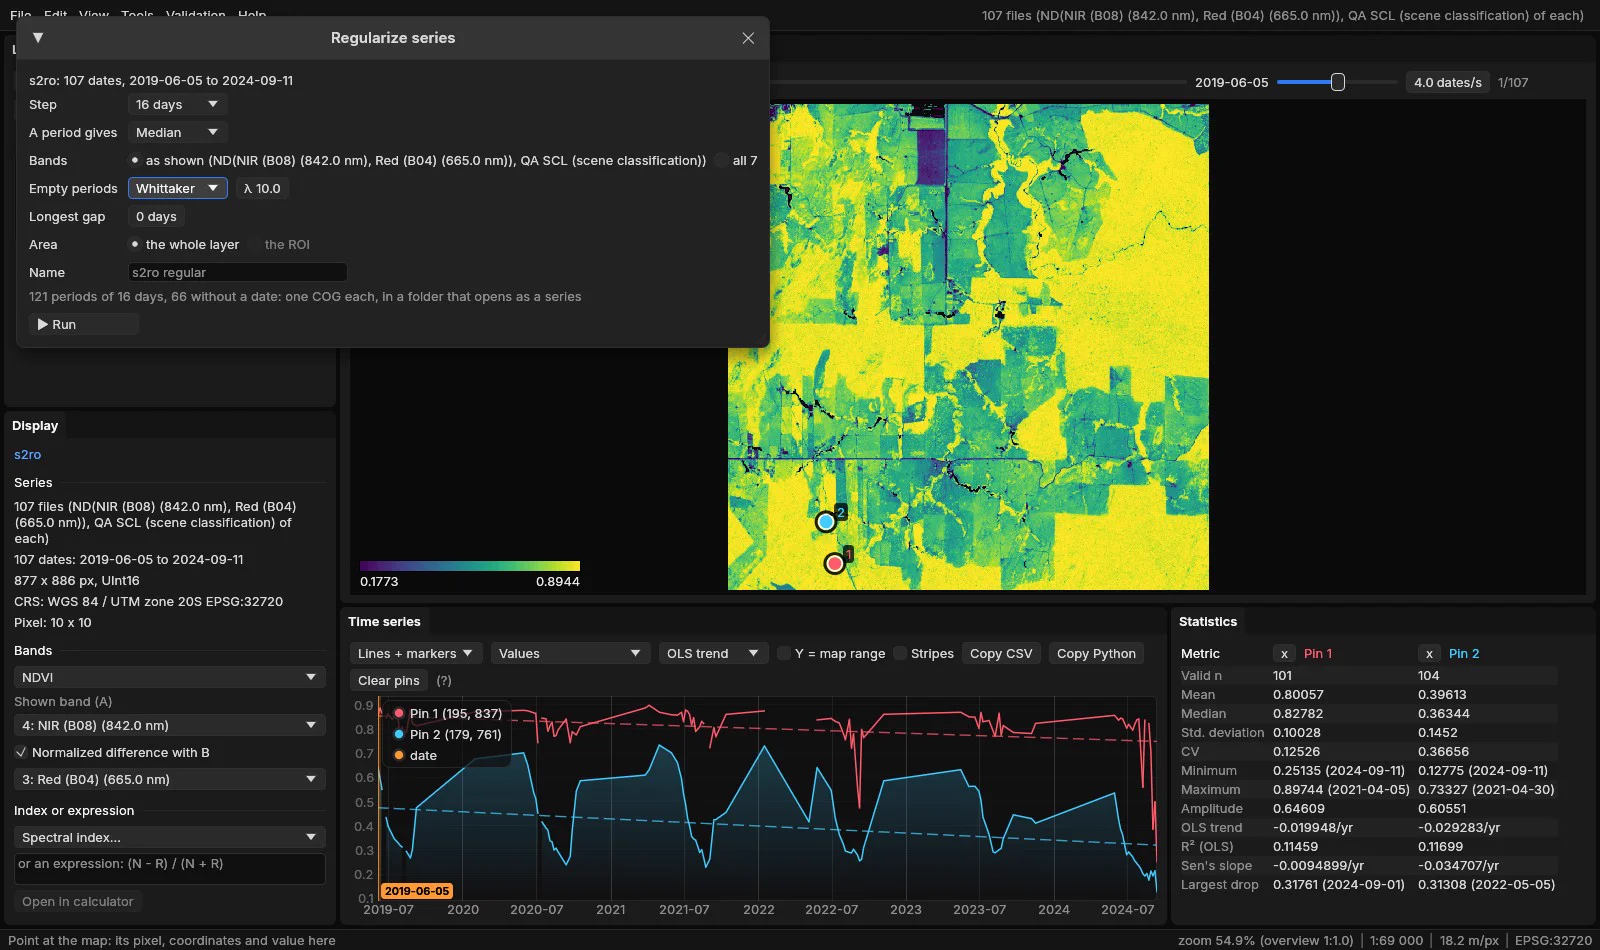 File Edit View Tools Validation Help
107 files (ND(NIR (B08) (842.0 nm), Red (B04) (665.0 nm)), QA SCL (scene classification) of each)
Regularize series
s2ro: 107 dates, 2019-06-05 to 2024-09-11
Step 16 days
A period gives Median
Bands as shown (ND(NIR (B08) (842.0 nm), Red (B04) (665.0 nm)), QA SCL (scene classification)) all 7
Empty periods Whittaker λ 10.0
Longest gap 0 days
Area the whole layer the ROI
Name s2ro regular
121 periods of 16 days, 66 without a date: one COG each, in a folder that opens as a series
Run
2019-06-05 4.0 dates/s 1/107
2
1
0.1773 0.8944
Display
s2ro
Series
107 files (ND(NIR (B08) (842.0 nm), Red (B04)
(665.0 nm)), QA SCL (scene classification) of
each)
107 dates: 2019-06-05 to 2024-09-11
877 x 886 px, UInt16
CRS: WGS 84 / UTM zone 20S EPSG:32720
Pixel: 10 x 10
Bands
NDVI
Shown band (A)
4: NIR (B08) (842.0 nm)
Normalized difference with B
3: Red (B04) (665.0 nm)
Index or expression
Spectral index...
or an expression: (N - R) / (N + R)
Open in calculator
Time series
Lines + markers Values OLS trend Y = map range Stripes Copy CSV Copy Python
Clear pins (?)
Pin 1 (195, 837)
Pin 2 (179, 761)
date
0.9
0.8
0.7
0.6
0.5
0.4
0.3
0.2
0.1
2019-06-05
2019-07 2020 2020-07 2021 2021-07 2022 2022-07 2023 2023-07 2024 2024-07
Statistics
Metric x Pin 1 x Pin 2
Valid n 101 104
Mean 0.80057 0.39613
Median 0.82782 0.36344
Std. deviation 0.10028 0.1452
CV 0.12526 0.36656
Minimum 0.25135 (2024-09-11) 0.12775 (2024-09-11)
Maximum 0.89744 (2021-04-05) 0.73327 (2021-04-30)
Amplitude 0.64609 0.60551
OLS trend -0.019948/yr -0.029283/yr
R² (OLS) 0.11459 0.11699
Sen's slope -0.0094899/yr -0.034707/yr
Largest drop 0.31761 (2024-09-01) 0.31308 (2022-05-05)
Point at the map: its pixel, coordinates and value here
zoom 54.9% (overview 1:1.0) | 1:69 000 | 18.2 m/px | EPSG:32720